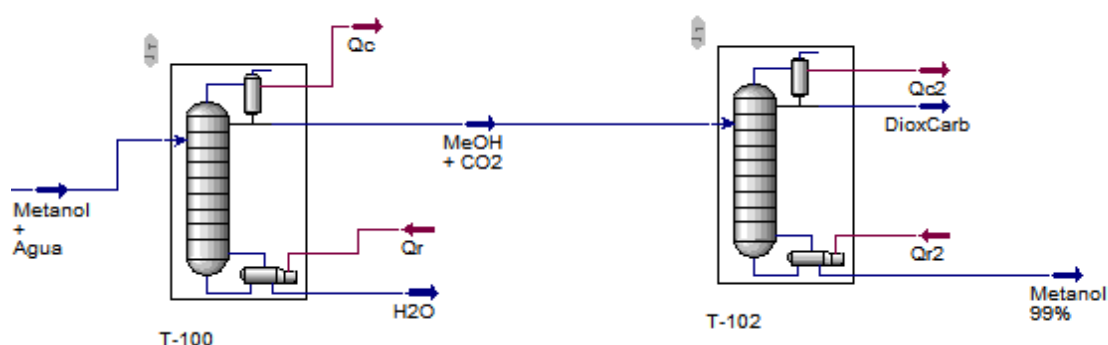 Qc
Qc2
DioxCarb
MeOH
+ CO2
Metanol
+
Agua
Qr
Qr2
H2O
Metanol
99%
T-100
T-102